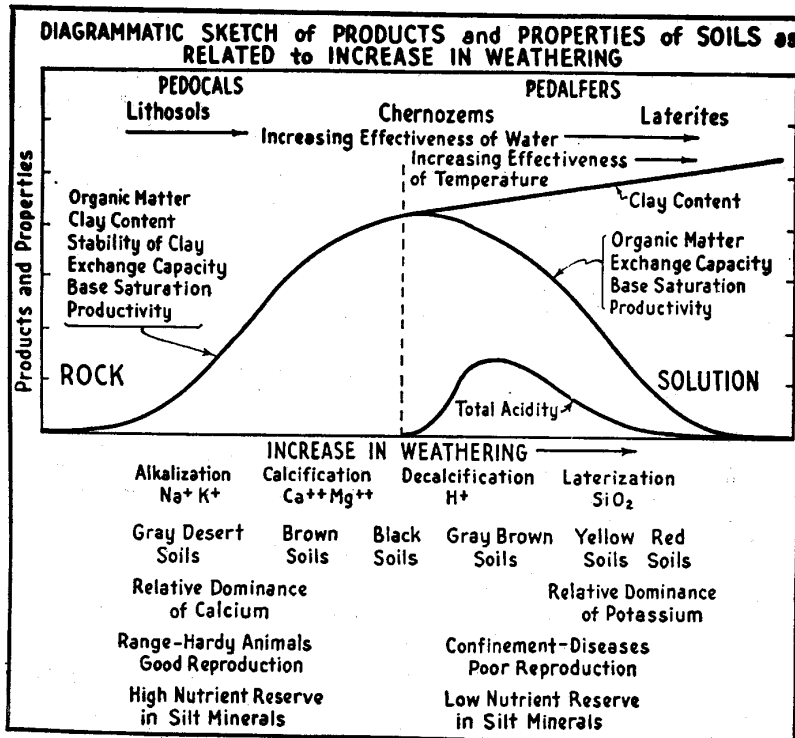 DIAGRAMMATIC SKETCH of PRODUCTS and PROPERTIES of SOILS as
RELATED to INCREASE IN WEATHERING
PEDOCALS
PEDALFERS
Lithosols
Chernozems
Laterites
Increasing Effectiveness of Water
Increasing Effectiveness
of Temperature
Clay Content
Organic Matter
Clay Content
Stability of Clay
Exchange Capacity
Base Saturation
Productivity
Organic Matter
Exchange Capacity
Base Saturation
Productivity
Products and Properties
ROCK
SOLUTION
Total Acidity
INCREASE IN WEATHERING
Alkalization
Na⁺ K⁺
Calcification
Ca⁺⁺ Mg⁺⁺
Decalcification
H⁺
Laterization
SiO₂
Gray Desert
Soils
Brown
Soils
Black
Soils
Gray Brown
Soils
Yellow
Soils
Red
Soils
Relative Dominance
of Calcium
Relative Dominance
of Potassium
Range-Hardy Animals
Good Reproduction
Confinement-Diseases
Poor Reproduction
High Nutrient Reserve
in Silt Minerals
Low Nutrient Reserve
in Silt Minerals